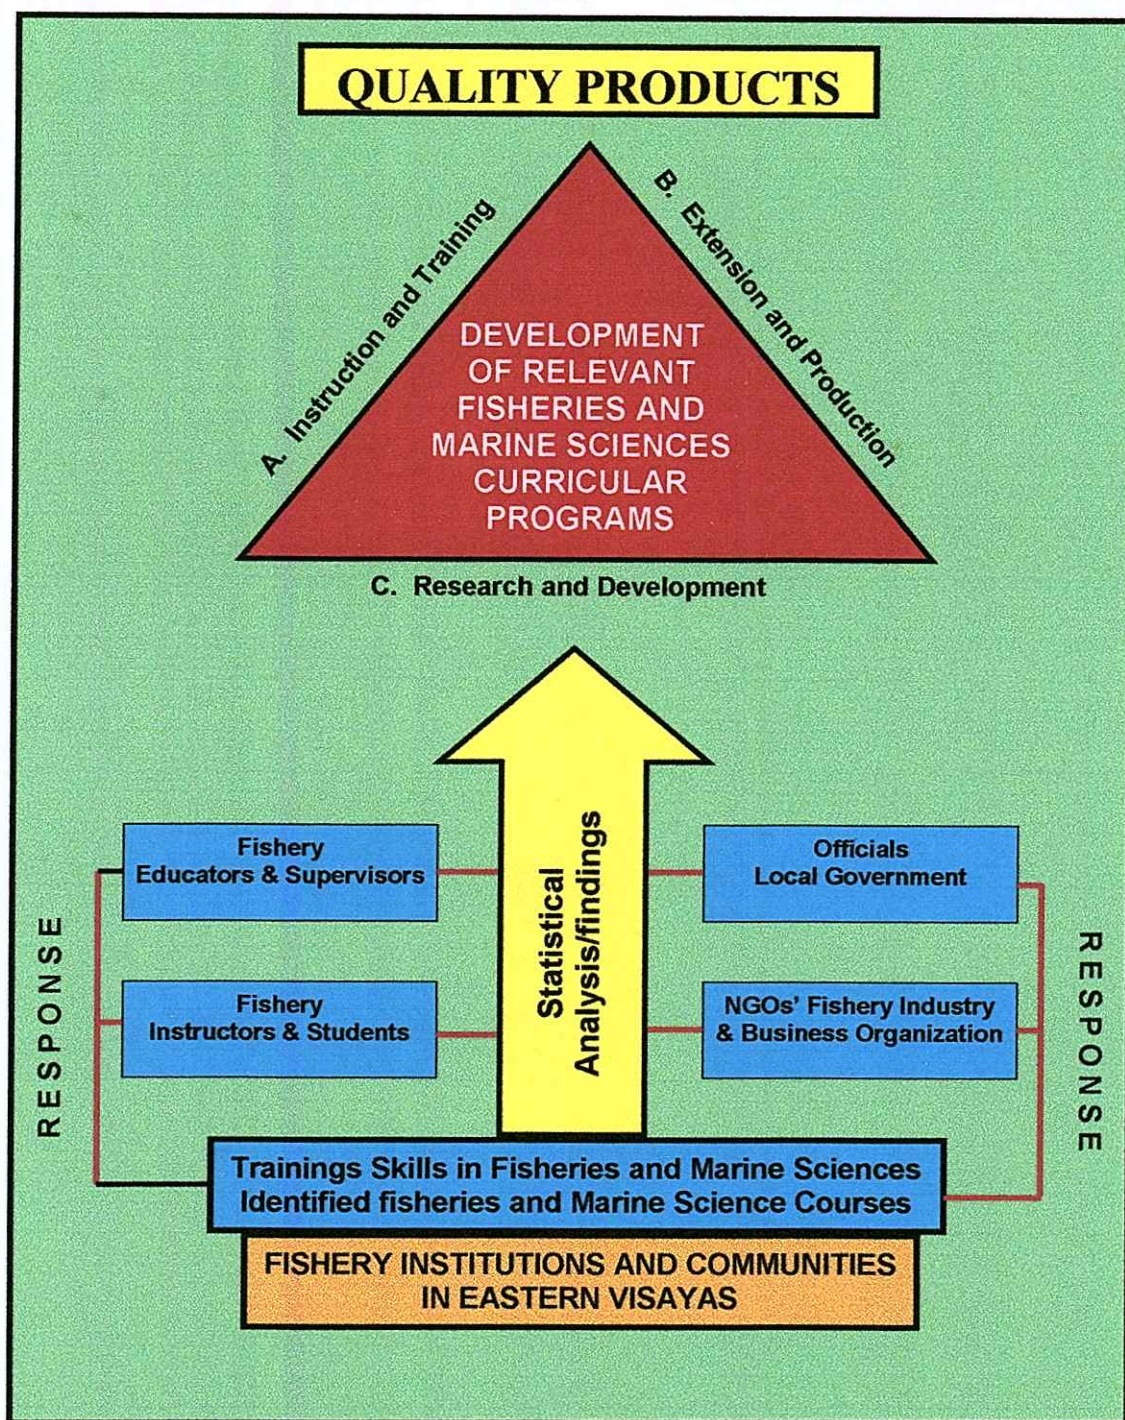 QUALITY PRODUCTS
A. Instruction and Training
B. Extension and Production
DEVELOPMENT
OF RELEVANT
FISHERIES AND
MARINE SCIENCES
CURRICULAR
PROGRAMS
C. Research and Development
Statistical
Analysis/findings
Fishery
Educators & Supervisors
Officials
Local Government
RESPONSE
Fishery
Instructors & Students
NGOs' Fishery Industry
& Business Organization
RESPONSE
Trainings Skills in Fisheries and Marine Sciences
Identified fisheries and Marine Science Courses
FISHERY INSTITUTIONS AND COMMUNITIES
IN EASTERN VISAYAS